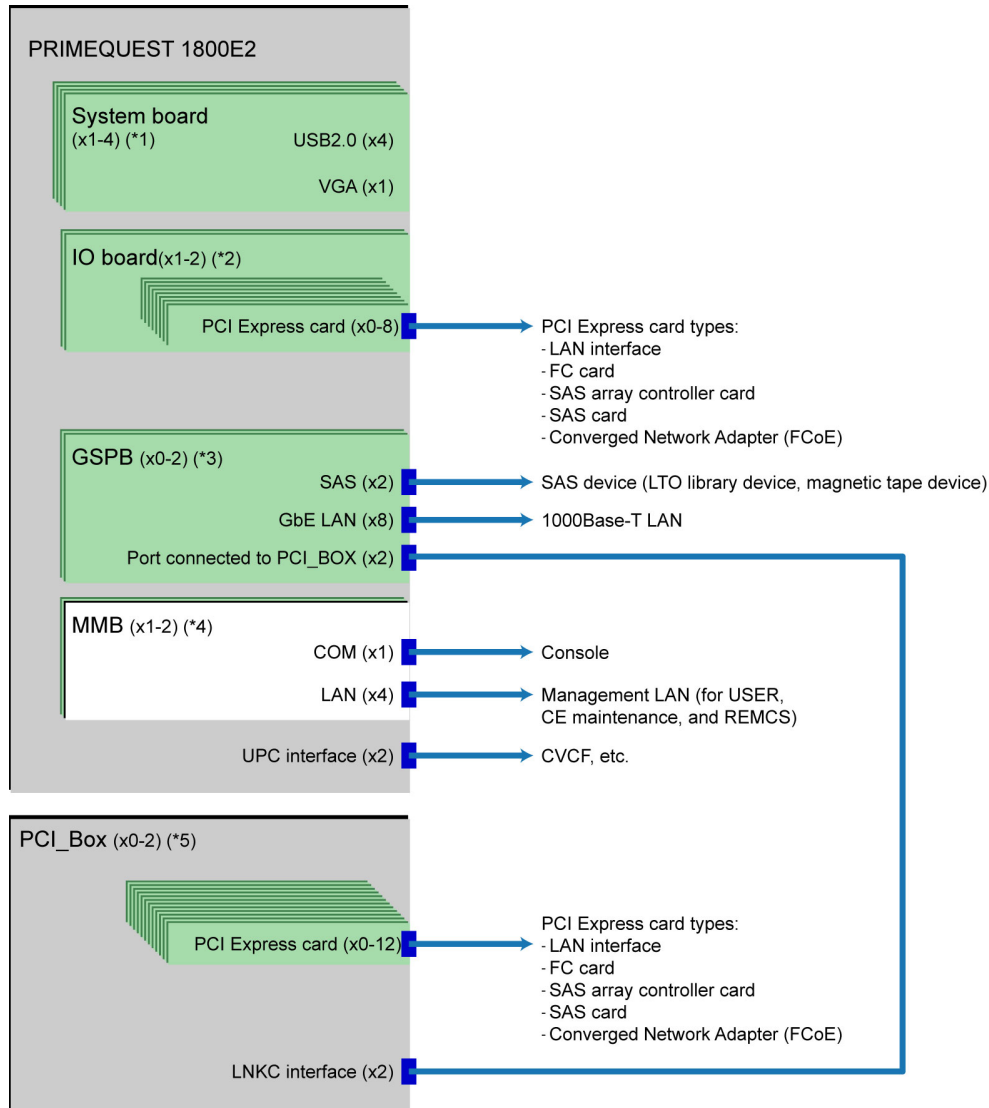 PRIMEQUEST 1800E2
System board
(x1-4) (*1)
USB2.0 (x4)
VGA (x1)
IO board(x1-2) (*2)
PCI Express card (x0-8)
PCI Express card types:
- LAN interface
- FC card
- SAS array controller card
- SAS card
- Converged Network Adapter (FCoE)
GSPB (x0-2) (*3)
SAS (x2)
SAS device (LTO library device, magnetic tape device)
GbE LAN (x8)
1000Base-T LAN
Port connected to PCI_BOX (x2)
MMB (x1-2) (*4)
COM (x1)
Console
LAN (x4)
Management LAN (for USER,
CE maintenance, and REMCS)
UPC interface (x2)
CVCF, etc.
PCI_Box (x0-2) (*5)
PCI Express card (x0-12)
PCI Express card types:
- LAN interface
- FC card
- SAS array controller card
- SAS card
- Converged Network Adapter (FCoE)
LNKC interface (x2)